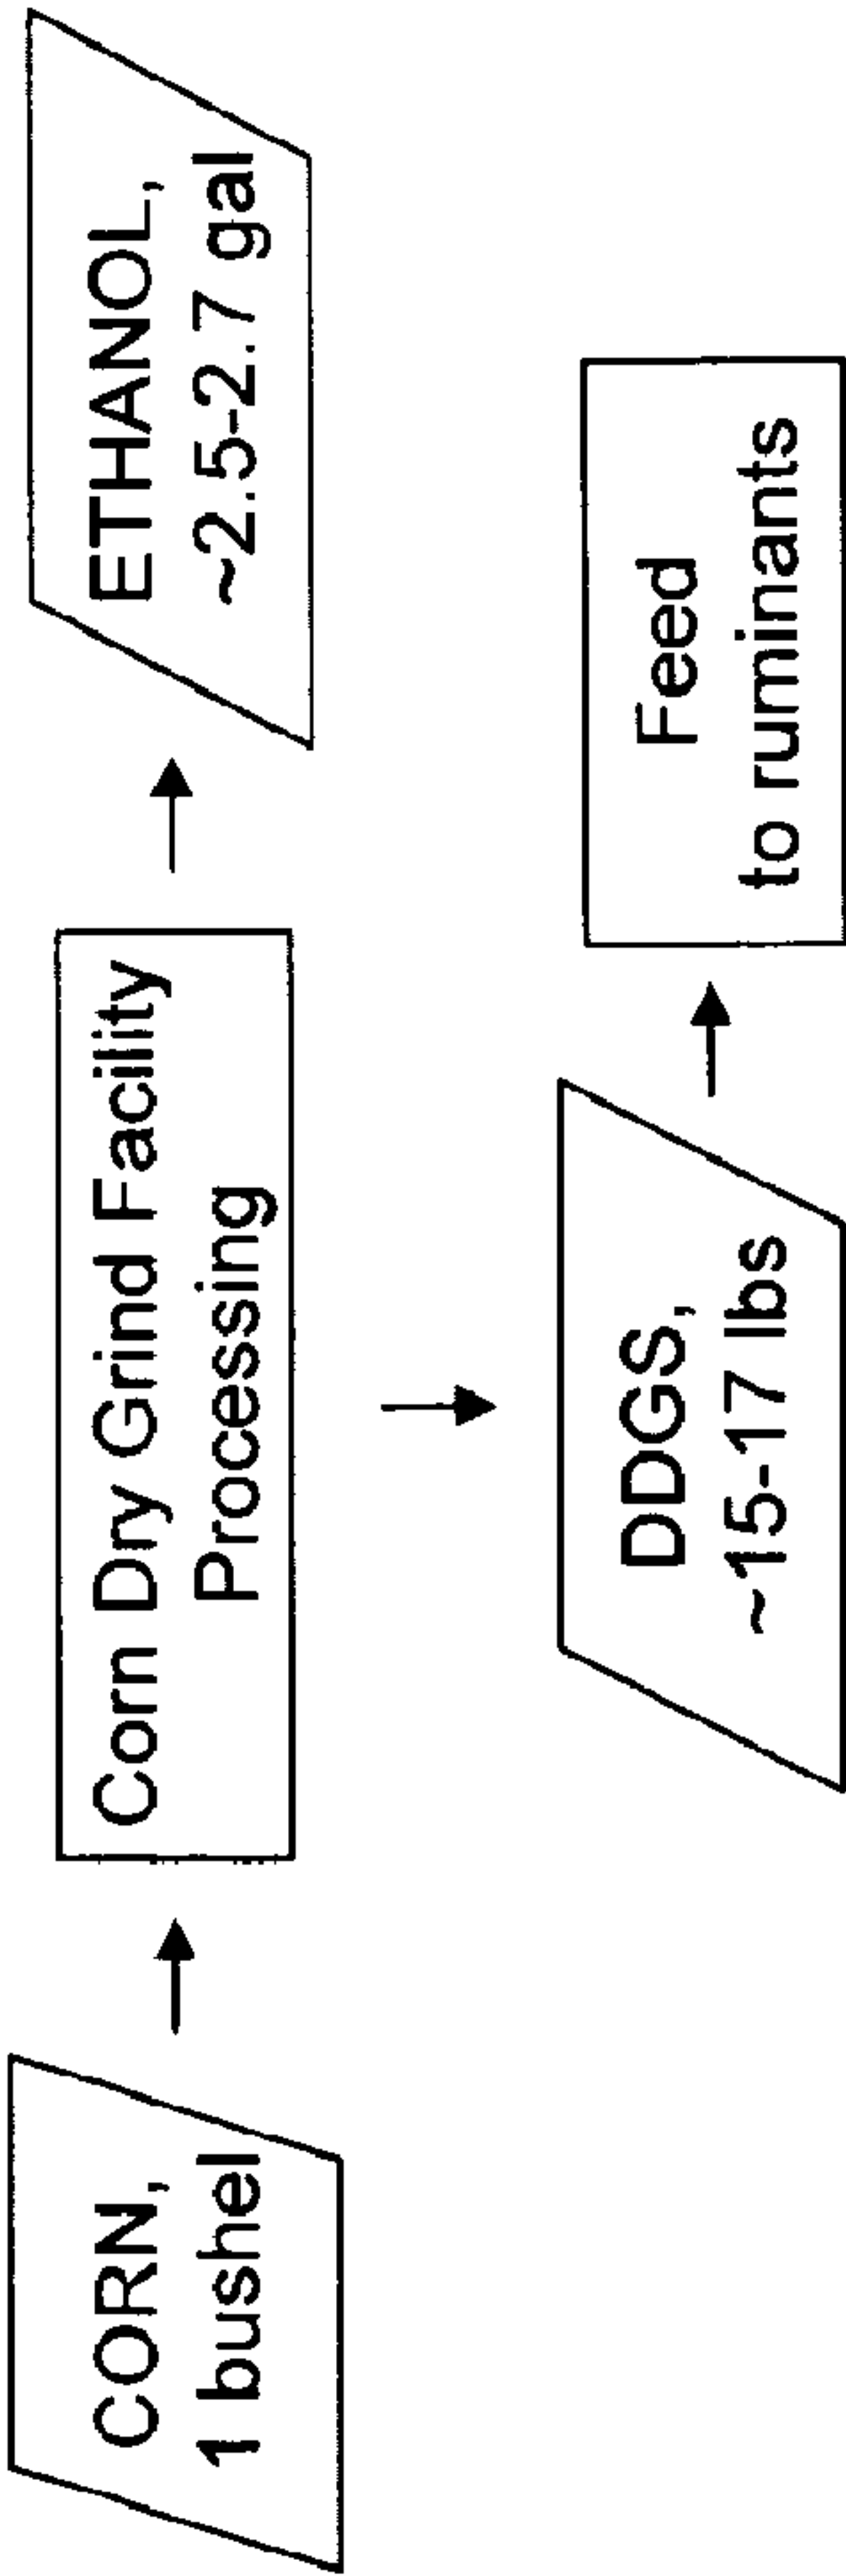 CORN,
1 bushel
Corn Dry Grind Facility
Processing
ETHANOL,
~2.5-2.7 gal
DDGS,
~15-17 lbs
Feed
to ruminants